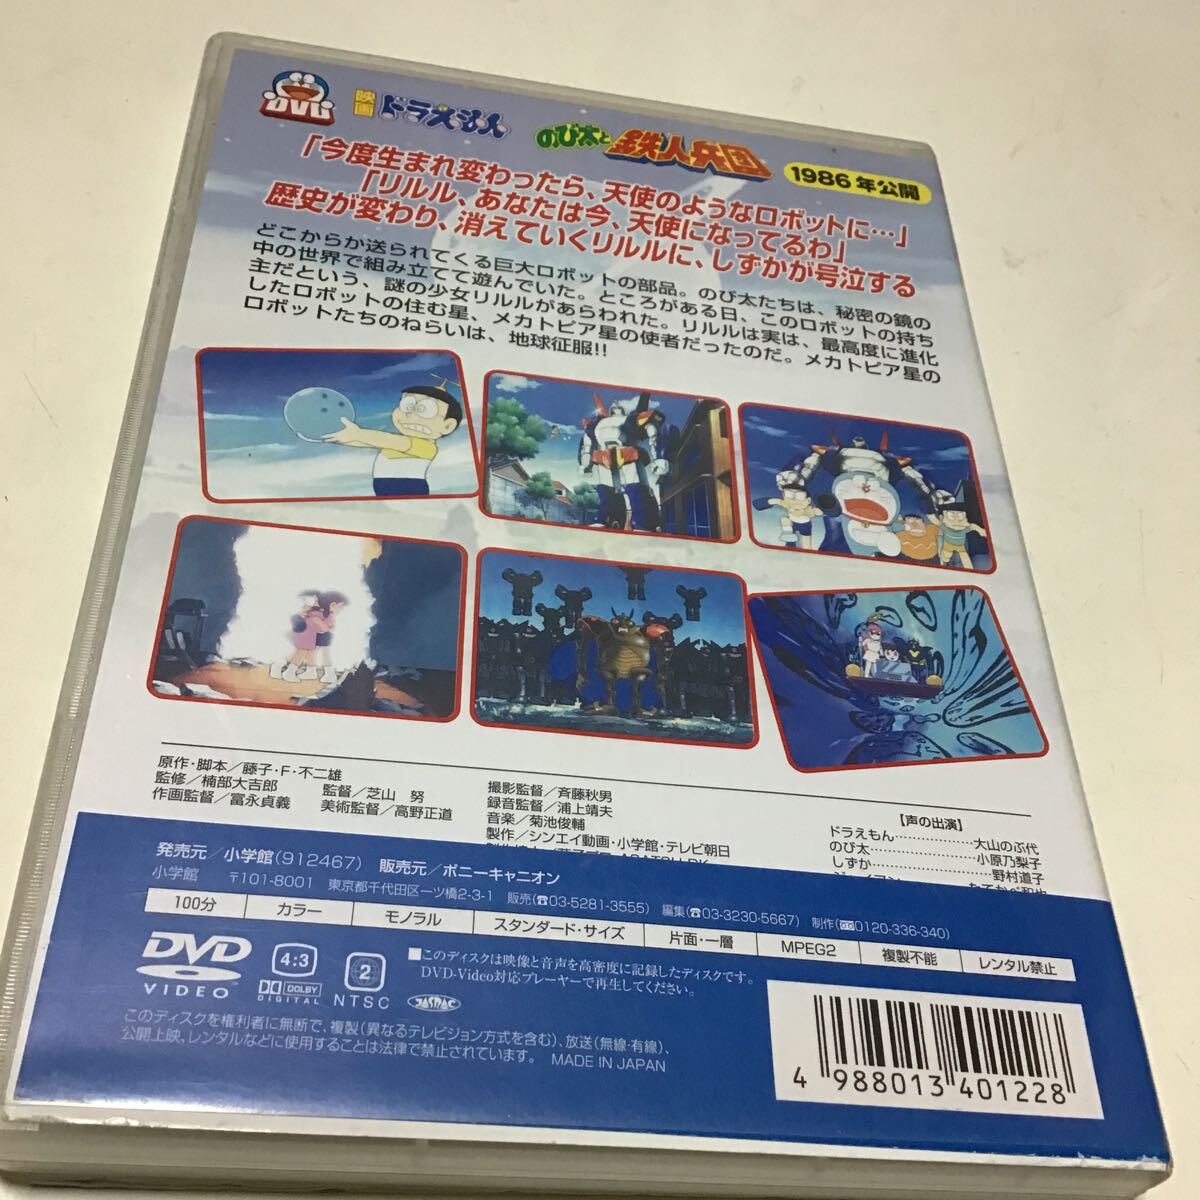 DVD
映画 ドラえもん
のび太と 鉄人兵団
1986年公開
「今度生まれ変わったら、天使のようなロボットに…」
「リルル、あなたは今、天使になってるわ」
歴史が変わり、消えていくリルルに、しずかが号泣する
どこからか送られてくる巨大ロボットの部品。のび太たちは、秘密の鏡の
中の世界で組み立てて遊んでいた。ところがある日、このロボットの持ち
主だという、謎の少女リルルがあらわれた。リルルは実は、最高度に進化
したロボットの住む星、メカトピア星の使者だったのだ。メカトピア星の
ロボットたちのねらいは、地球征服!!
原作・脚本／藤子・F・不二雄
監修／楠部大吉郎 監督／芝山 努
作画監督／富永貞義 美術監督／高野正道
撮影監督／斉藤秋男
録音監督／浦上靖夫
音楽／菊池俊輔
製作／シンエイ動画・小学館・テレビ朝日
【声の出演】
ドラえもん……………大山のぶ代
のび太……………………小原乃梨子
しずか……………………野村道子
発売元／小学館(912467) 販売元／ポニーキャニオン
小学館 〒101-8001 東京都千代田区一ツ橋2-3-1 販売(☎03-5281-3555) 編集(☎03-3230-5667) 制作(0120-336-340)
100分 カラー モノラル スタンダード・サイズ 片面・一層 MPEG2 複製不能 レンタル禁止
DVD VIDEO
4:3
DOLBY DIGITAL
2 NTSC
JASRAC
■このディスクは映像と音声を高密度に記録したディスクです。
DVD-Video対応プレーヤーで再生してください。
このディスクを権利者に無断で、複製(異なるテレビジョン方式を含む)、放送(無線・有線)、
公開上映、レンタルなどに使用することは法律で禁止されています。 MADE IN JAPAN
4 988013 401228